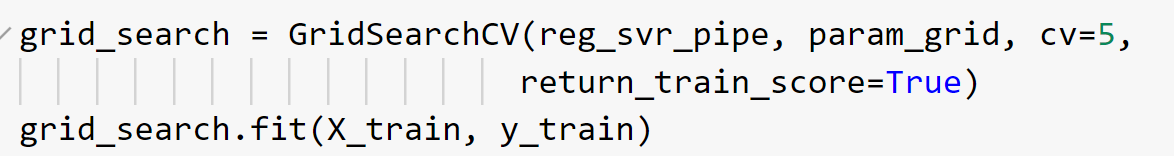 grid_search = GridSearchCV(reg_svr_pipe, param_grid, cv=5,
return_train_score=True)
grid_search.fit(X_train, y_train)